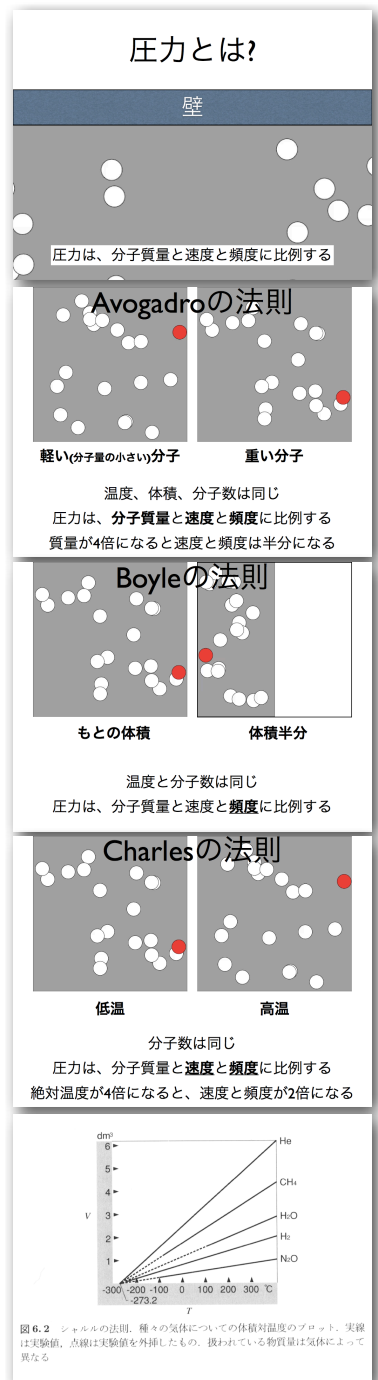 圧力とは?
壁
圧力は、分子質量と速度と頻度に比例する
Avogadroの法則
軽い(分子量の小さい)分子
重い分子
温度、体積、分子数は同じ
圧力は、分子質量と速度と頻度に比例する
質量が4倍になると速度と頻度は半分になる
Boyleの法則
もとの体積
体積半分
温度と分子数は同じ
圧力は、分子質量と速度と頻度に比例する
Charlesの法則
低温
高温
分子数は同じ
圧力は、分子質量と速度と頻度に比例する
絶対温度が4倍になると、速度と頻度が2倍になる
dm³
6
5
4
3
2
1
V
He
CH₄
H₂O
H₂
N₂O
-300 -200 -100 0 100 200 300 ℃
-273.2
T
図6.2 シャルルの法則．種々の気体についての体積対温度のプロット．実線
は実験値，点線は実験値を外挿したもの．扱われている物質量は気体によって
異なる